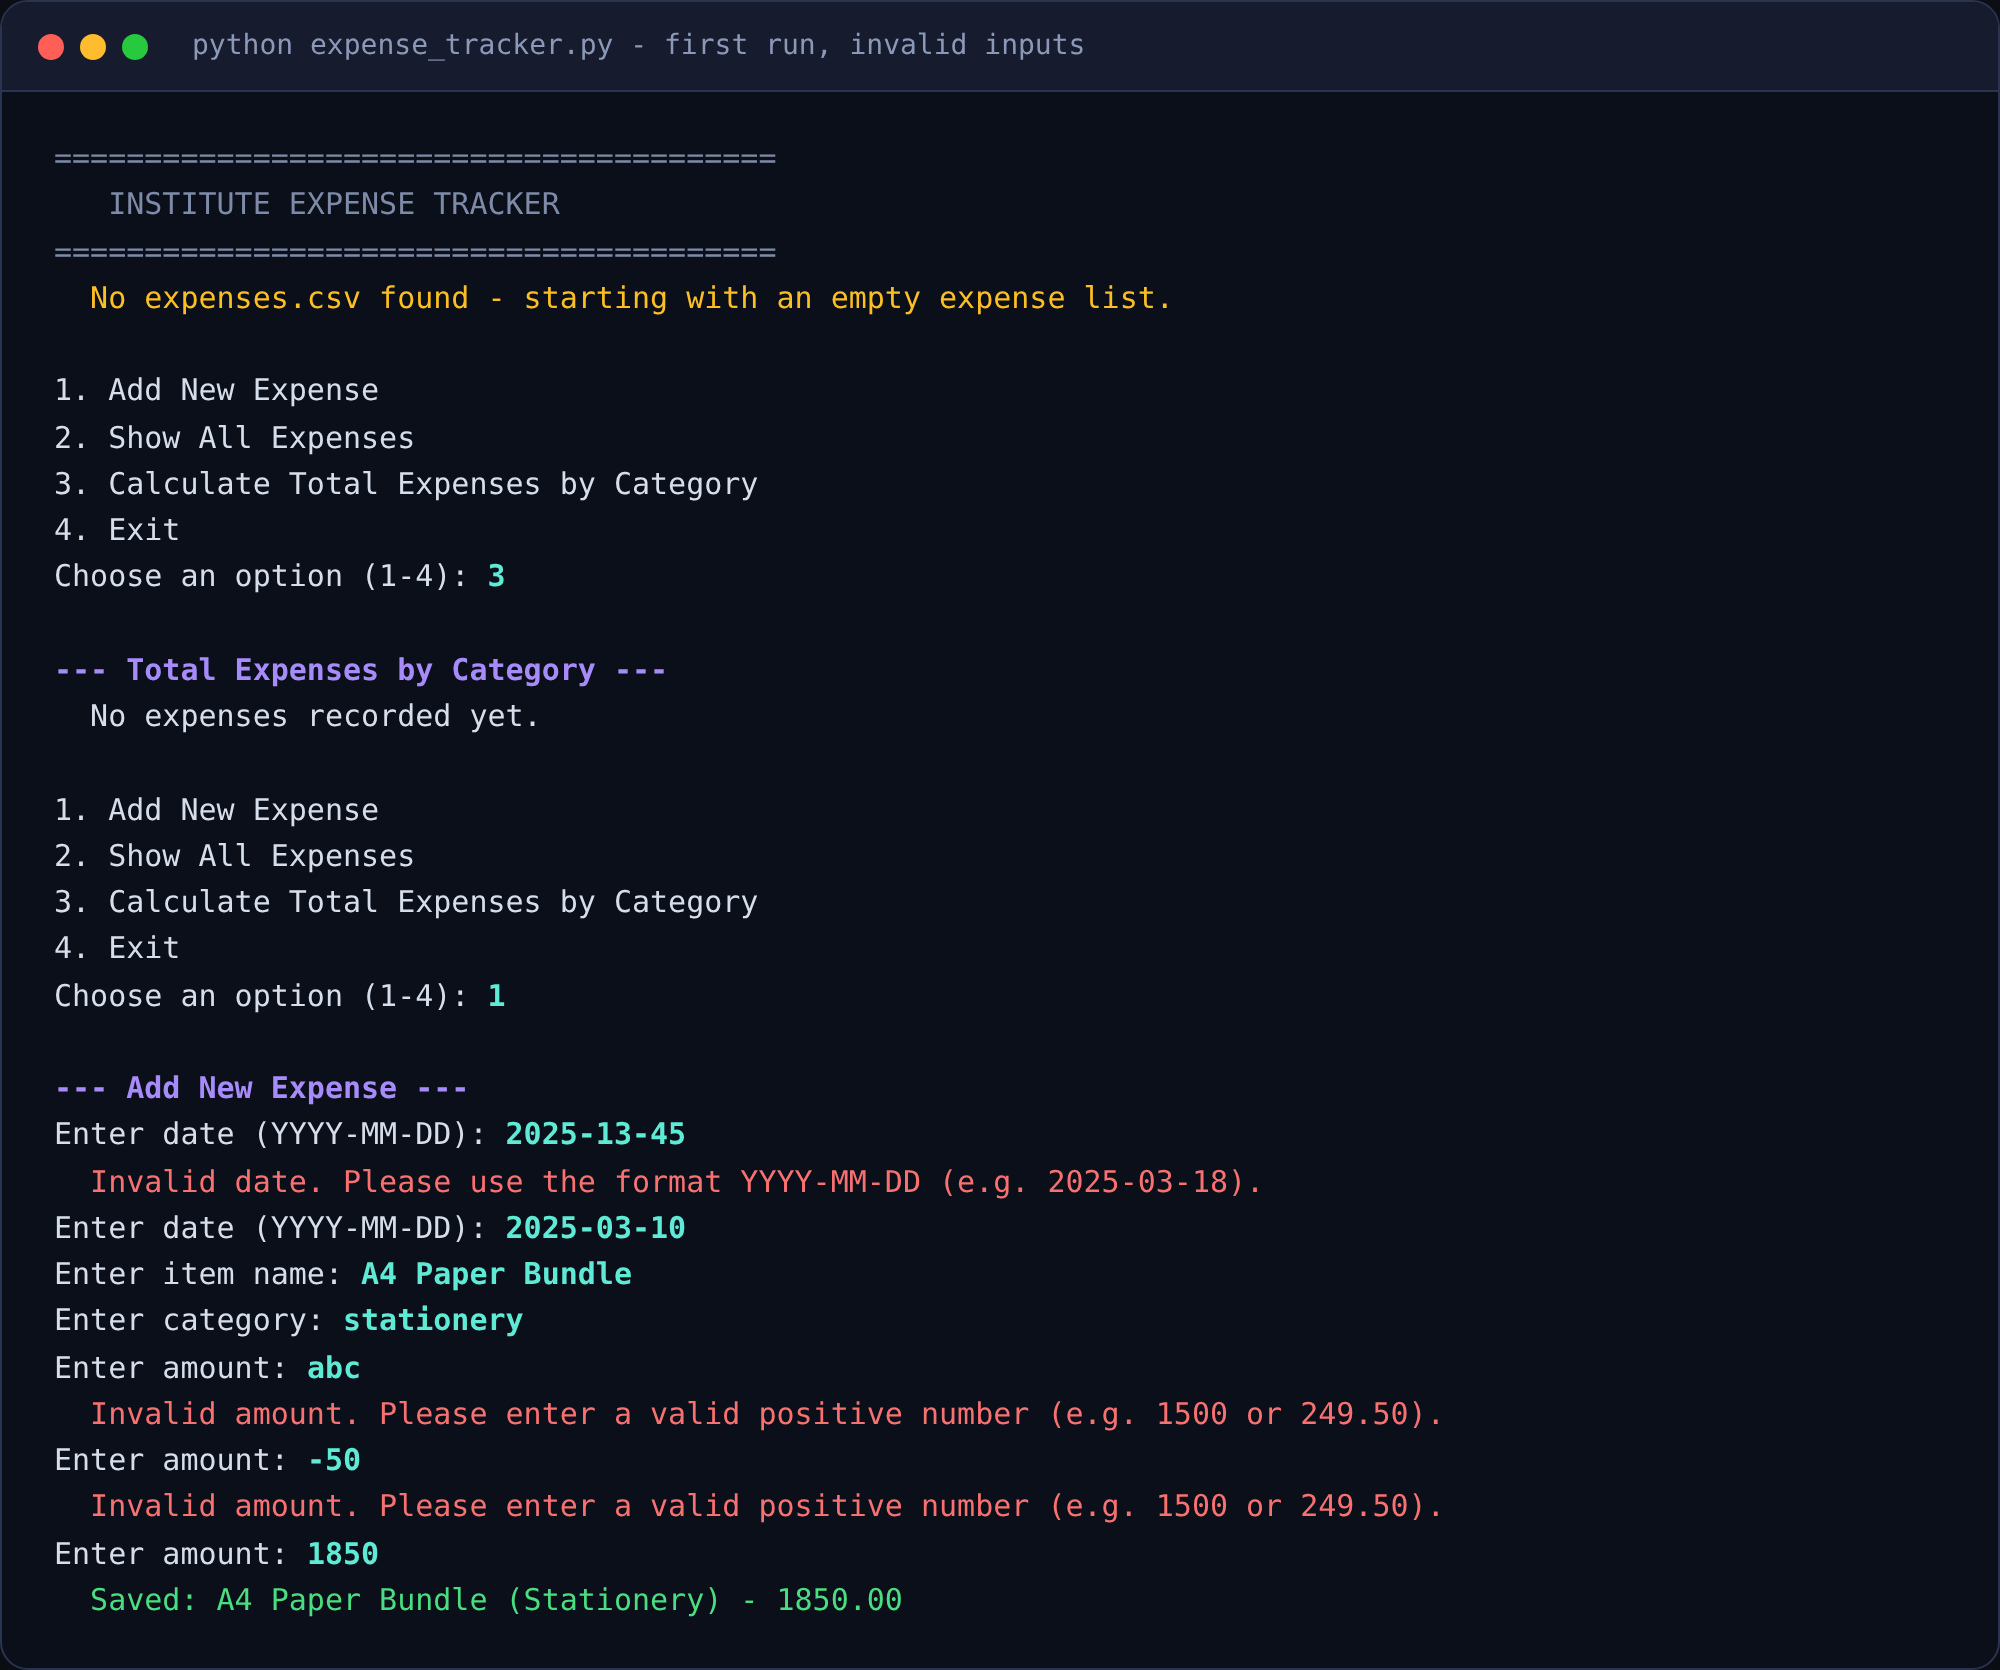 python expense_tracker.py - first run, invalid inputs
========================================
   INSTITUTE EXPENSE TRACKER
========================================
  No expenses.csv found - starting with an empty expense list.

1. Add New Expense
2. Show All Expenses
3. Calculate Total Expenses by Category
4. Exit
Choose an option (1-4): 3

--- Total Expenses by Category ---
  No expenses recorded yet.

1. Add New Expense
2. Show All Expenses
3. Calculate Total Expenses by Category
4. Exit
Choose an option (1-4): 1

--- Add New Expense ---
Enter date (YYYY-MM-DD): 2025-13-45
  Invalid date. Please use the format YYYY-MM-DD (e.g. 2025-03-18).
Enter date (YYYY-MM-DD): 2025-03-10
Enter item name: A4 Paper Bundle
Enter category: stationery
Enter amount: abc
  Invalid amount. Please enter a valid positive number (e.g. 1500 or 249.50).
Enter amount: -50
  Invalid amount. Please enter a valid positive number (e.g. 1500 or 249.50).
Enter amount: 1850
  Saved: A4 Paper Bundle (Stationery) - 1850.00